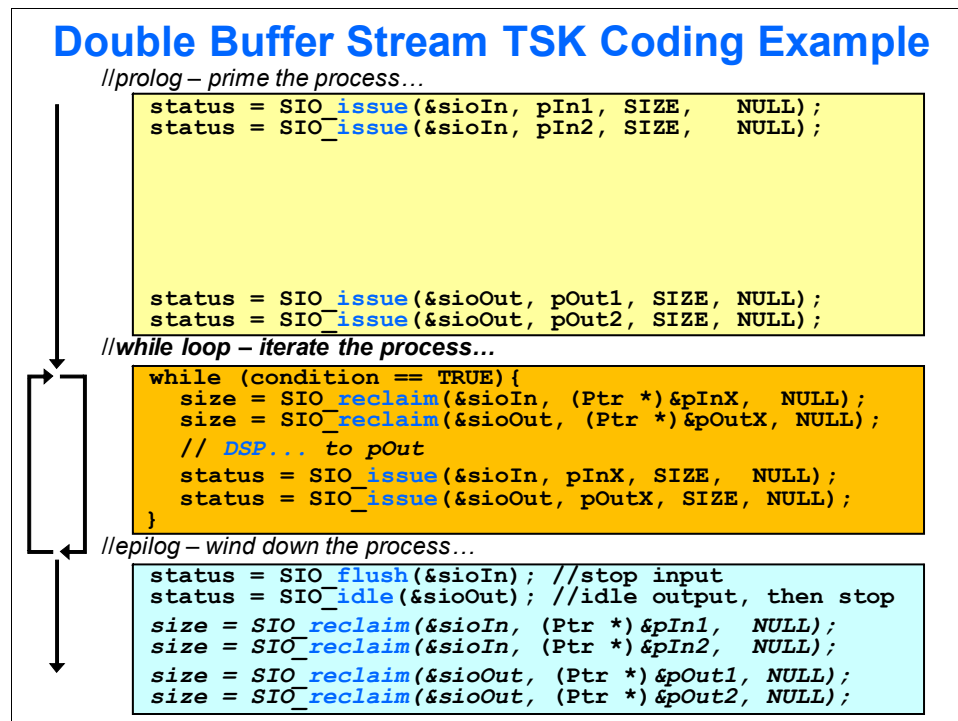 Double Buffer Stream TSK Coding Example
//prolog – prime the process…
status = SIO_issue(&sioIn, pIn1, SIZE,   NULL);
status = SIO_issue(&sioIn, pIn2, SIZE,   NULL);
status = SIO_issue(&sioOut, pOut1, SIZE, NULL);
status = SIO_issue(&sioOut, pOut2, SIZE, NULL);
//while loop – iterate the process…
while (condition == TRUE){
size = SIO_reclaim(&sioIn, (Ptr *)&pInX,  NULL);
size = SIO_reclaim(&sioOut, (Ptr *)&pOutX, NULL);
// DSP... to pOut
status = SIO_issue(&sioIn, pInX, SIZE,   NULL);
status = SIO_issue(&sioOut, pOutX, SIZE, NULL);
}
//epilog – wind down the process…
status = SIO_flush(&sioIn); //stop input
status = SIO_idle(&sioOut); //idle output, then stop
size = SIO_reclaim(&sioIn, (Ptr *)&pIn1,  NULL);
size = SIO_reclaim(&sioIn, (Ptr *)&pIn2,  NULL);
size = SIO_reclaim(&sioOut, (Ptr *)&pOut1, NULL);
size = SIO_reclaim(&sioOut, (Ptr *)&pOut2, NULL);